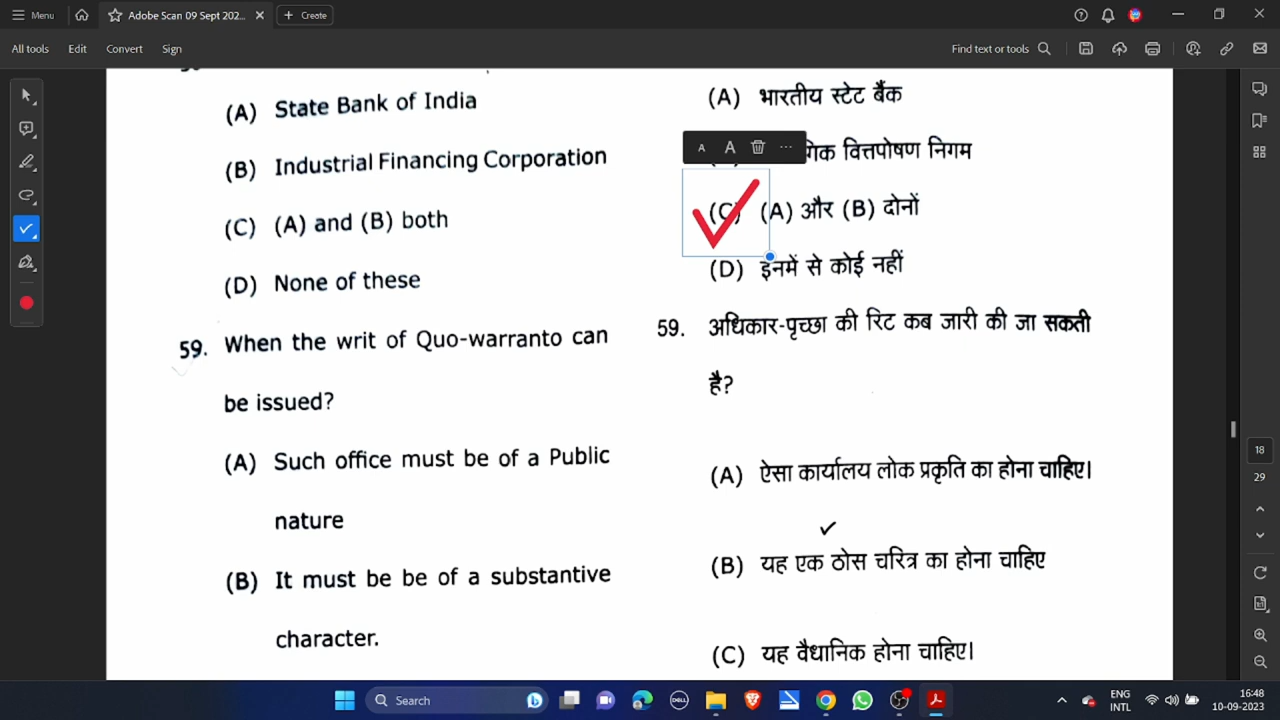 Menu
Adobe Scan 09 Sept 202...
Create
All tools
Edit
Convert
Sign
Find text or tools
(A) State Bank of India
(B) Industrial Financing Corporation
(C) (A) and (B) both
(D) None of these
59. When the writ of Quo-warranto can
be issued?
(A) Such office must be of a Public
nature
(B) It must be be of a substantive
character.
(A) भारतीय स्टेट बैंक
वित्तपोषण निगम
(C) (A) और (B) दोनों
(D) इनमें से कोई नहीं
59. अधिकार-पृच्छा की रिट कब जारी की जा सकती
है?
(A) ऐसा कार्यालय लोक प्रकृति का होना चाहिए।
(B) यह एक ठोस चरित्र का होना चाहिए
(C) यह वैधानिक होना चाहिए।
A A ...
18
29
Search
DELL
ENG
INTL
16:48
10-09-2023